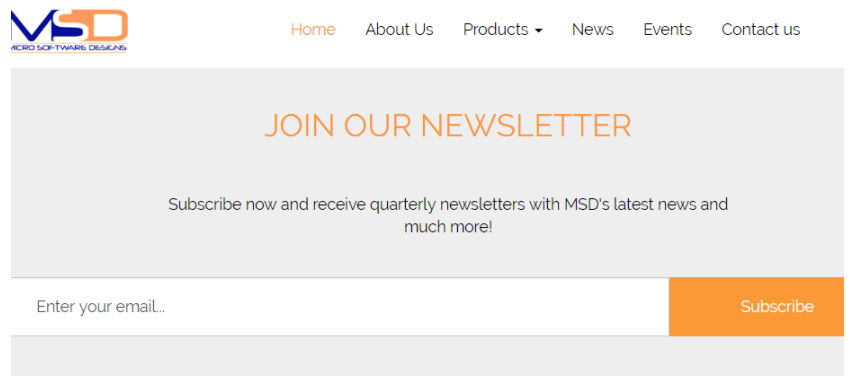 MSD
MICRO SOFTWARE DESIGNS
Home About Us Products News Events Contact us
JOIN OUR NEWSLETTER
Subscribe now and receive quarterly newsletters with MSD's latest news and
much more!
Enter your email... Subscribe